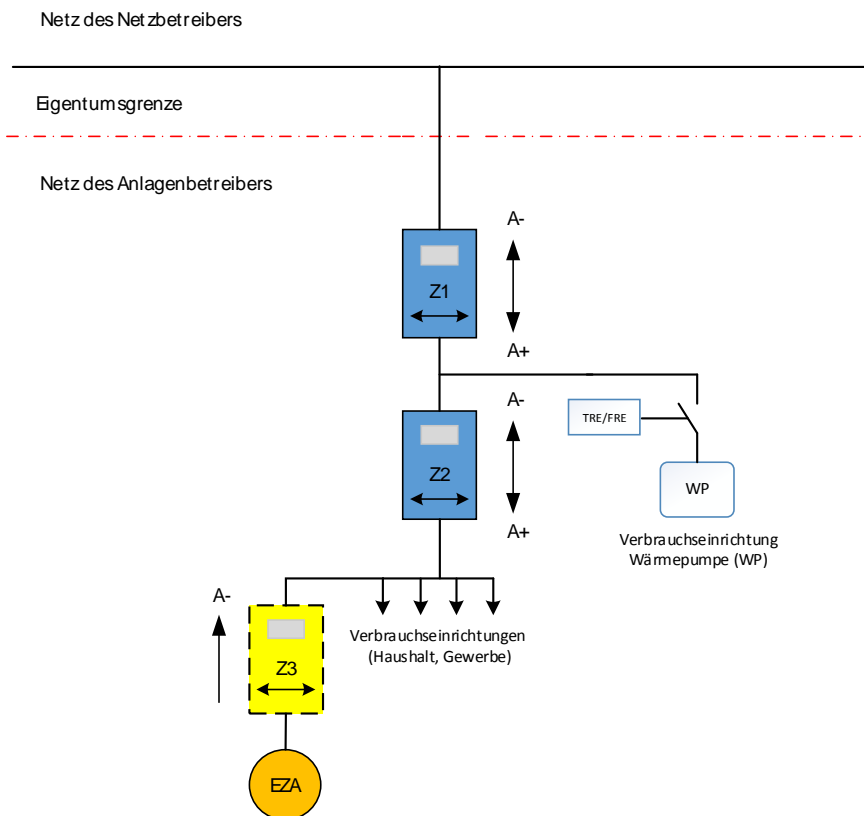 Netz des Netzbetreibers
Eigentumsgrenze
Netz des Anlagenbetreibers
A-
Z1
A+
A-
TRE/FRE
Z2
WP
A+
Verbrauchseinrichtung
Wärmepumpe (WP)
A-
Verbrauchseinrichtungen
(Haushalt, Gewerbe)
Z3
EZA